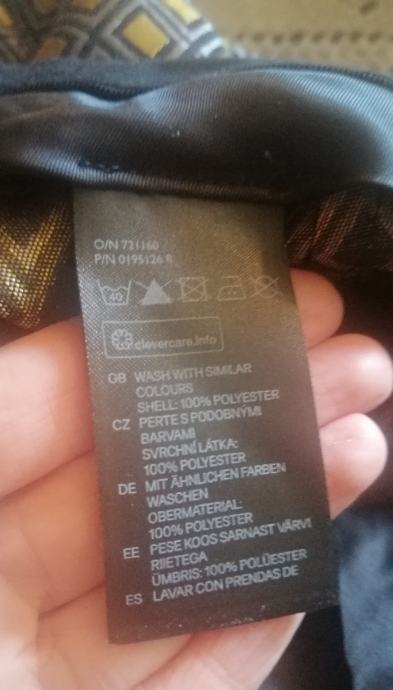 O/N 721160
P/N 0195126 R
40
clevercare.info
GB WASH WITH SIMILAR
COLOURS
SHELL: 100% POLYESTER
CZ PERTE S PODOBNÝMI
BARVAMI
SVRCHNÍ LÁTKA:
100% POLYESTER
DE MIT ÄHNLICHEN FARBEN
WASCHEN
OBERMATERIAL:
100% POLYESTER
EE PESE KOOS SARNAST VÄRVI
RIIETEGA
ÜMBRIS: 100% POLÜESTER
ES LAVAR CON PRENDAS DE